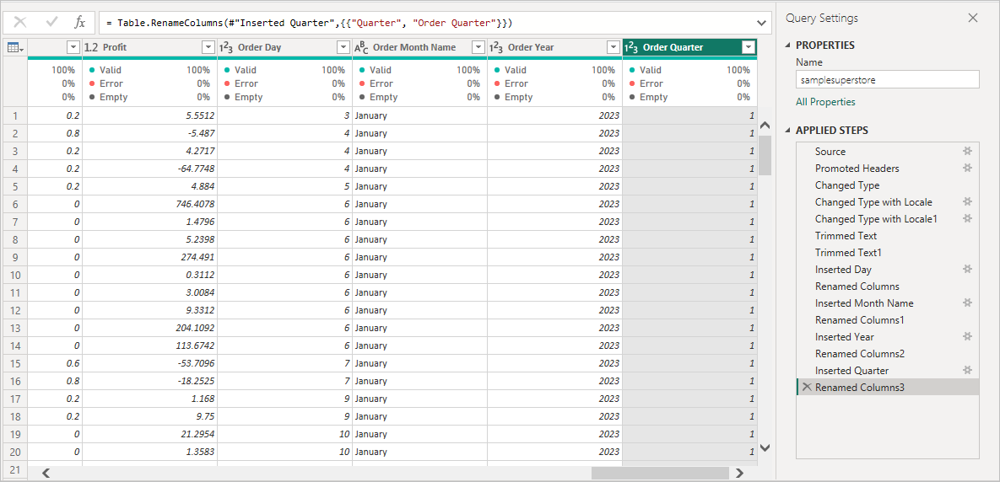 fx = Table.RenameColumns(#"Inserted Quarter",{{"Quarter", "Order Quarter"}})
1.2 Profit 1²3 Order Day AᴮC Order Month Name 1²3 Order Year 1²3 Order Quarter
100% Valid 100% Valid 100% Valid 100% Valid 100% Valid 100%
0% Error 0% Error 0% Error 0% Error 0% Error 0%
0% Empty 0% Empty 0% Empty 0% Empty 0% Empty 0%
1 0.2 5.5512 3 January 2023 1
2 0.8 -5.487 4 January 2023 1
3 0.2 4.2717 4 January 2023 1
4 0.2 -64.7748 4 January 2023 1
5 0.2 4.884 5 January 2023 1
6 0 746.4078 6 January 2023 1
7 0 1.4796 6 January 2023 1
8 0 5.2398 6 January 2023 1
9 0 274.491 6 January 2023 1
10 0 0.3112 6 January 2023 1
11 0 3.0084 6 January 2023 1
12 0 9.3312 6 January 2023 1
13 0 204.1092 6 January 2023 1
14 0 113.6742 6 January 2023 1
15 0.6 -53.7096 7 January 2023 1
16 0.8 -18.2525 7 January 2023 1
17 0.2 1.168 9 January 2023 1
18 0.2 9.75 9 January 2023 1
19 0 21.2954 10 January 2023 1
20 0 1.3583 10 January 2023 1
21
Query Settings
PROPERTIES
Name
samplesuperstore
All Properties
APPLIED STEPS
Source
Promoted Headers
Changed Type
Changed Type with Locale
Changed Type with Locale1
Trimmed Text
Trimmed Text1
Inserted Day
Renamed Columns
Inserted Month Name
Renamed Columns1
Inserted Year
Renamed Columns2
Inserted Quarter
Renamed Columns3